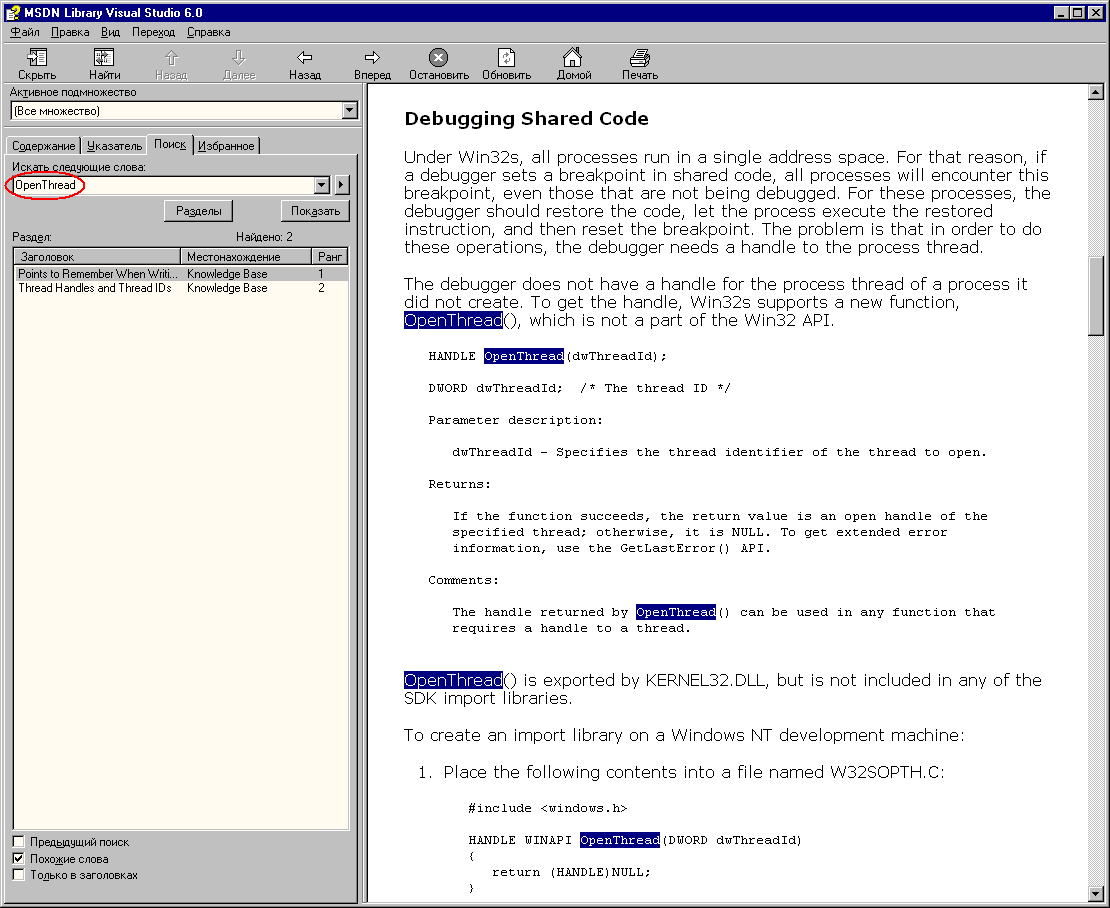 MSDN Library Visual Studio 6.0
Файл Правка Вид Переход Справка
Скрыть Найти Назад Далее Назад Вперед Остановить Обновить Домой Печать
Активное подмножество
(Все множество)
Содержание Указатель Поиск Избранное
Искать следующие слова:
OpenThread
Разделы Показать
Раздел: Найдено: 2
Заголовок Местонахождение Ранг
Points to Remember When Writi... Knowledge Base 1
Thread Handles and Thread IDs Knowledge Base 2
Предыдущий поиск
Похожие слова
Только в заголовках
Debugging Shared Code
Under Win32s, all processes run in a single address space. For that reason, if
a debugger sets a breakpoint in shared code, all processes will encounter this
breakpoint, even those that are not being debugged. For these processes, the
debugger should restore the code, let the process execute the restored
instruction, and then reset the breakpoint. The problem is that in order to do
these operations, the debugger needs a handle to the process thread.
The debugger does not have a handle for the process thread of a process it
did not create. To get the handle, Win32s supports a new function,
OpenThread(), which is not a part of the Win32 API.
HANDLE OpenThread(dwThreadId);
DWORD dwThreadId; /* The thread ID */
Parameter description:
dwThreadId - Specifies the thread identifier of the thread to open.
Returns:
If the function succeeds, the return value is an open handle of the
specified thread; otherwise, it is NULL. To get extended error
information, use the GetLastError() API.
Comments:
The handle returned by OpenThread() can be used in any function that
requires a handle to a thread.
OpenThread() is exported by KERNEL32.DLL, but is not included in any of the
SDK import libraries.
To create an import library on a Windows NT development machine:
1. Place the following contents into a file named W32SOPTH.C:
#include <windows.h>
HANDLE WINAPI OpenThread(DWORD dwThreadId)
{
return (HANDLE)NULL;
}